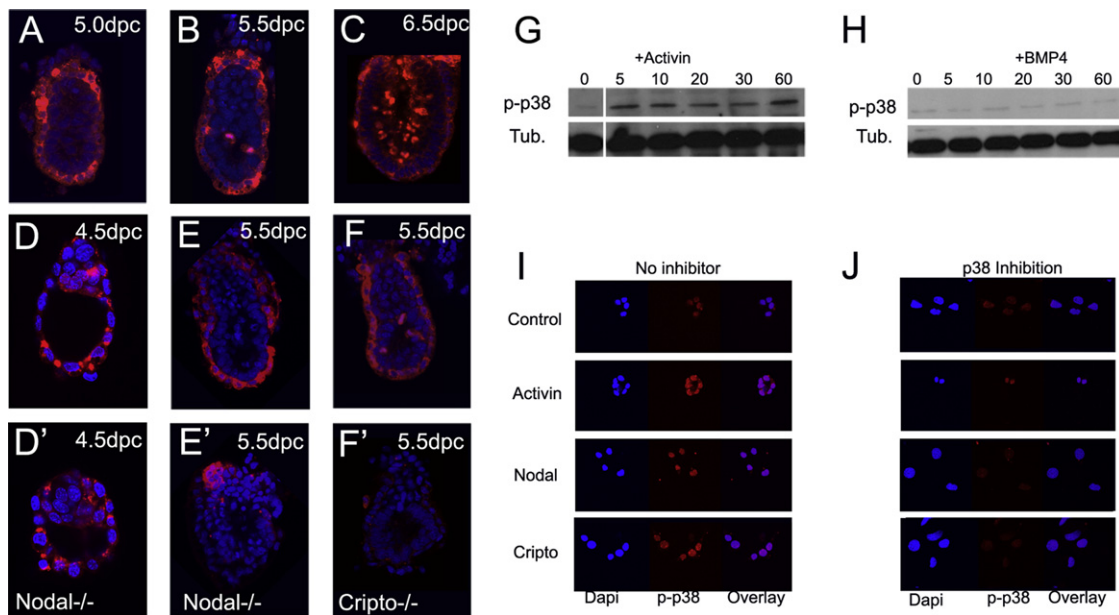 A 5.0dpc
B 5.5dpc
C 6.5dpc
D 4.5dpc
E 5.5dpc
F 5.5dpc
D' 4.5dpc
Nodal-/-
E' 5.5dpc
Nodal-/-
F' 5.5dpc
Cripto-/-
G
+Activin
0 5 10 20 30 60
p-p38
Tub.
H
+BMP4
0 5 10 20 30 60
p-p38
Tub.
I
No inhibitor
Control
Activin
Nodal
Cripto
Dapi p-p38 Overlay
J
p38 Inhibition
Dapi p-p38 Overlay